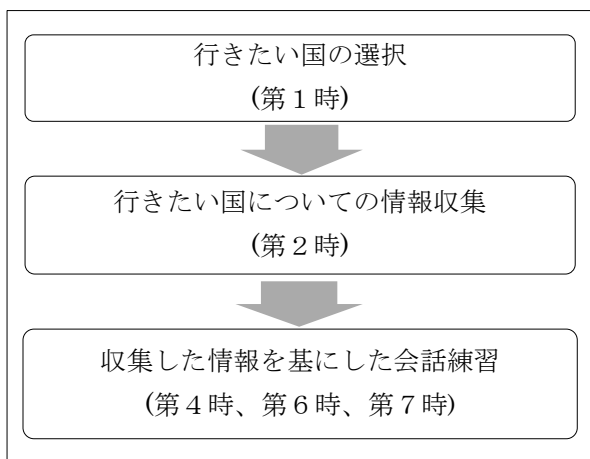 行きたい国の選択
(第１時)
行きたい国についての情報収集
(第２時)
収集した情報を基にした会話練習
(第４時、第６時、第７時)